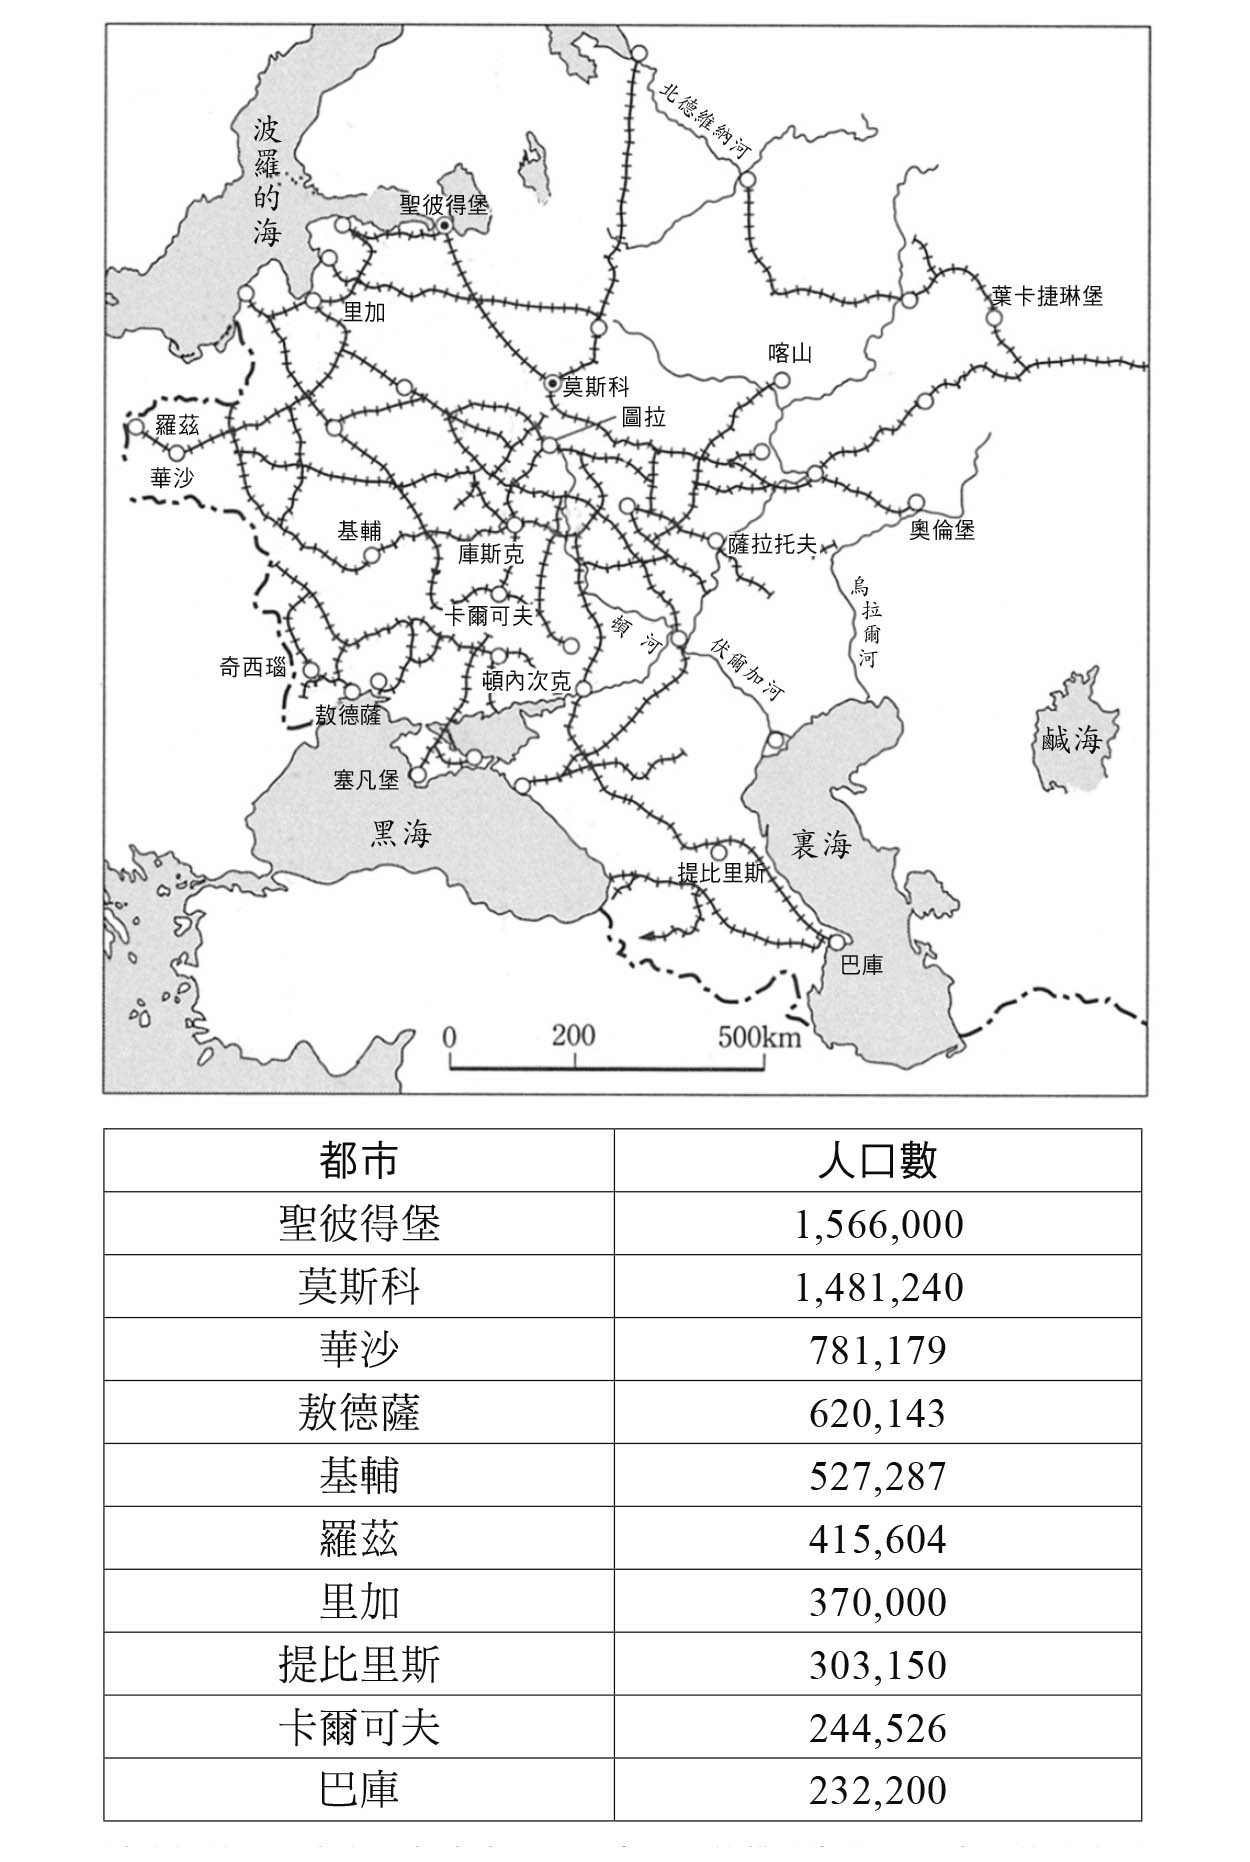 北德維納河
波羅的海
聖彼得堡
葉卡捷琳堡
里加
喀山
莫斯科
圖拉
羅茲
華沙
基輔
庫斯克
薩拉托夫
奧倫堡
卡爾可夫
頓河
伏爾加河
烏拉爾河
奇西瑙
頓內次克
敖德薩
鹹海
塞凡堡
黑海
裏海
提比里斯
巴庫
0 200 500km
都市 人口數
聖彼得堡 1,566,000
莫斯科 1,481,240
華沙 781,179
敖德薩 620,143
基輔 527,287
羅茲 415,604
里加 370,000
提比里斯 303,150
卡爾可夫 244,526
巴庫 232,200